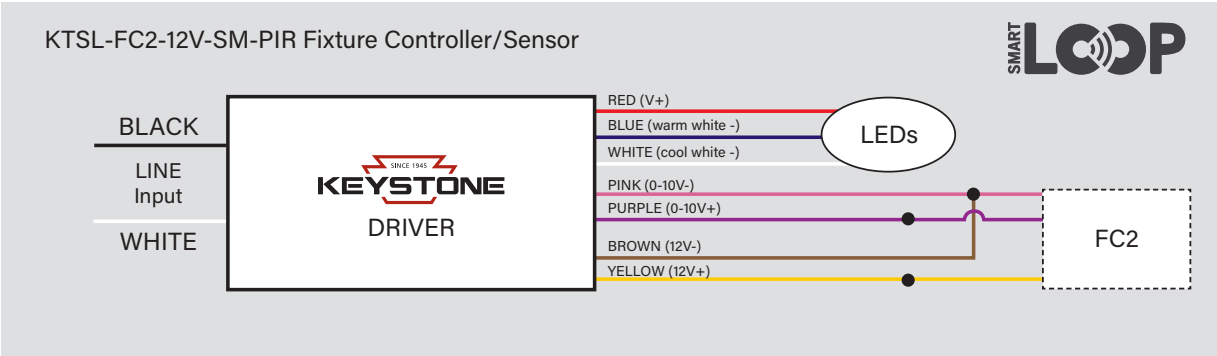 KTSL-FC2-12V-SM-PIR Fixture Controller/Sensor
SMART
LOOP
BLACK
LINE
Input
WHITE
SINCE 1945
KEYSTONE
DRIVER
RED (V+)
BLUE (warm white -)
WHITE (cool white -)
PINK (0-10V-)
PURPLE (0-10V+)
BROWN (12V-)
YELLOW (12V+)
LEDs
FC2